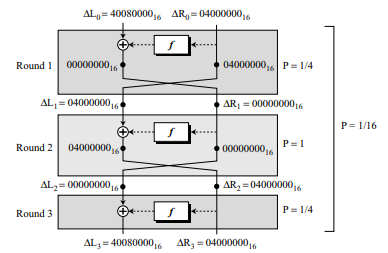 ΔL₀ = 40080000₁₆ ΔR₀ = 04000000₁₆
f
Round 1 00000000₁₆ 04000000₁₆ P = 1/4
ΔL₁ = 04000000₁₆ ΔR₁ = 00000000₁₆
P = 1/16
f
Round 2 04000000₁₆ 00000000₁₆ P = 1
ΔL₂ = 00000000₁₆ ΔR₂ = 04000000₁₆
Round 3 f P = 1/4
ΔL₃ = 40080000₁₆ ΔR₃ = 04000000₁₆